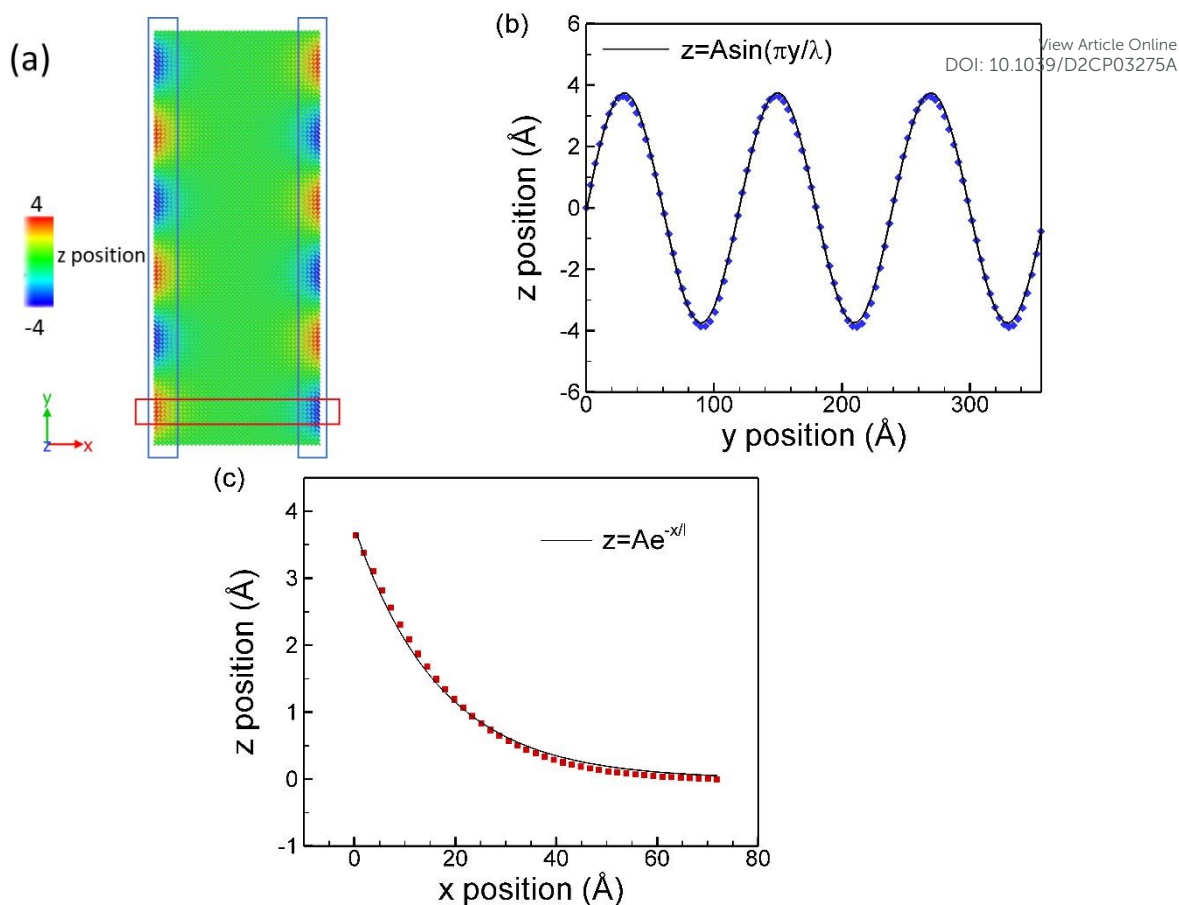 (a)
4
z position
-4
y
z
x
(b)
View Article Online
DOI: 10.1039/D2CP03275A
z=Asin(πy/λ)
6
4
2
0
-2
-4
-6
z position (Å)
0 100 200 300
y position (Å)
(c)
z=Ae^-x/l
4
3
2
1
0
-1
z position (Å)
0 20 40 60 80
x position (Å)